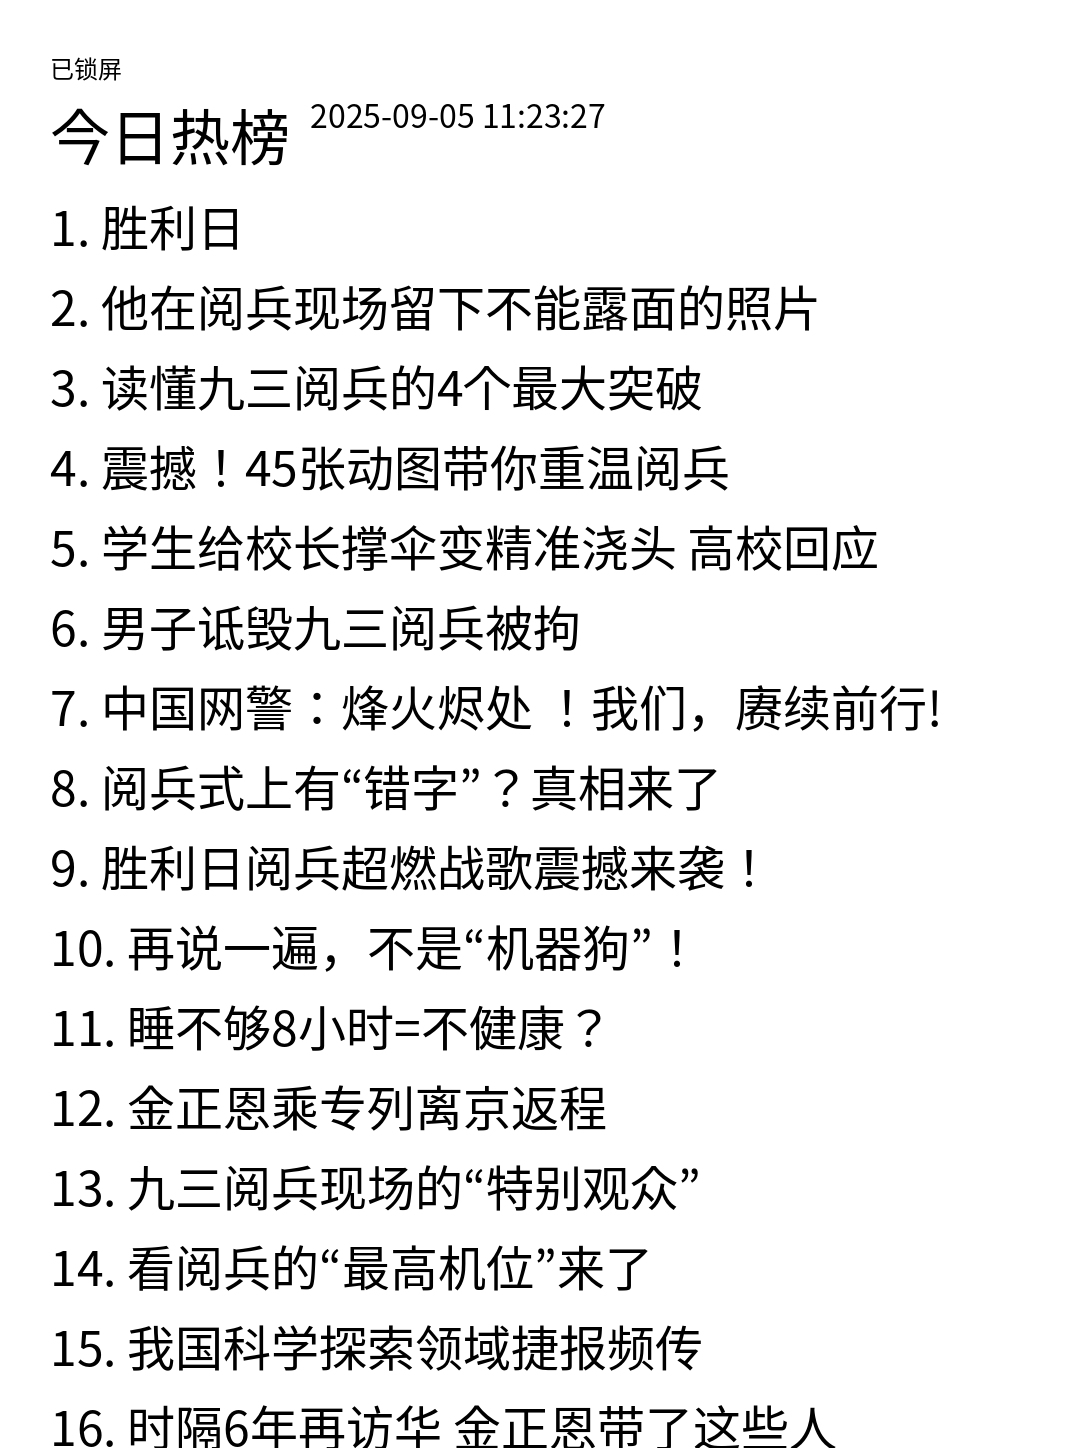 已锁屏
今日热榜 2025-09-05 11:23:27
1. 胜利日
2. 他在阅兵现场留下不能露面的照片
3. 读懂九三阅兵的4个最大突破
4. 震撼！45张动图带你重温阅兵
5. 学生给校长撑伞变精准浇头 高校回应
6. 男子诋毁九三阅兵被拘
7. 中国网警：烽火烬处 ！我们，赓续前行!
8. 阅兵式上有“错字”？真相来了
9. 胜利日阅兵超燃战歌震撼来袭！
10. 再说一遍，不是“机器狗”！
11. 睡不够8小时=不健康？
12. 金正恩乘专列离京返程
13. 九三阅兵现场的“特别观众”
14. 看阅兵的“最高机位”来了
15. 我国科学探索领域捷报频传
16. 时隔6年再访华 金正恩带了这些人